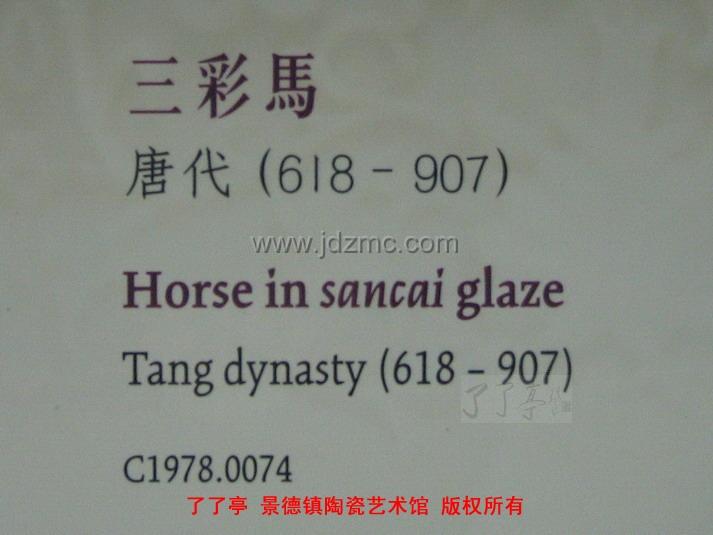 三彩馬
唐代 (618 - 907)
www.jdzmc.com
Horse in sancai glaze
Tang dynasty (618 – 907)
了了亭
C1978.0074
了了亭 景德镇陶瓷艺术馆 版权所有